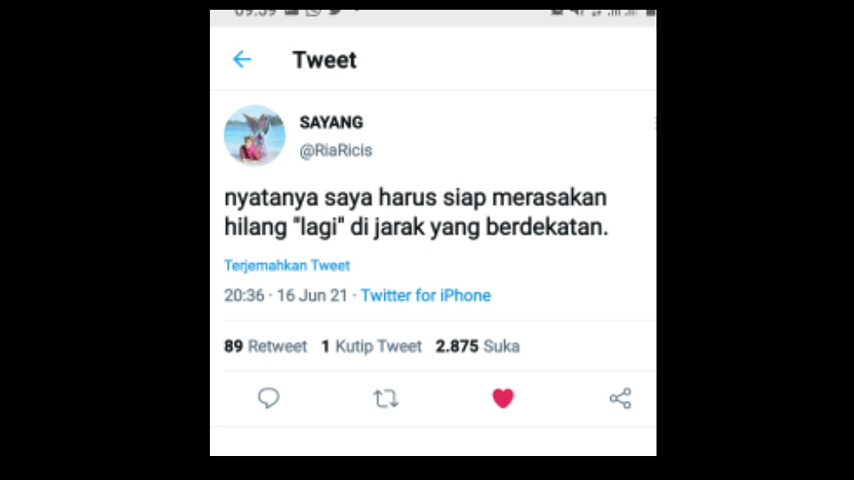 Tweet
SAYANG
@RiaRicis
nyatanya saya harus siap merasakan
hilang "lagi" di jarak yang berdekatan.
Terjemahkan Tweet
20:36 · 16 Jun 21 · Twitter for iPhone
89 Retweet 1 Kutip Tweet 2.875 Suka